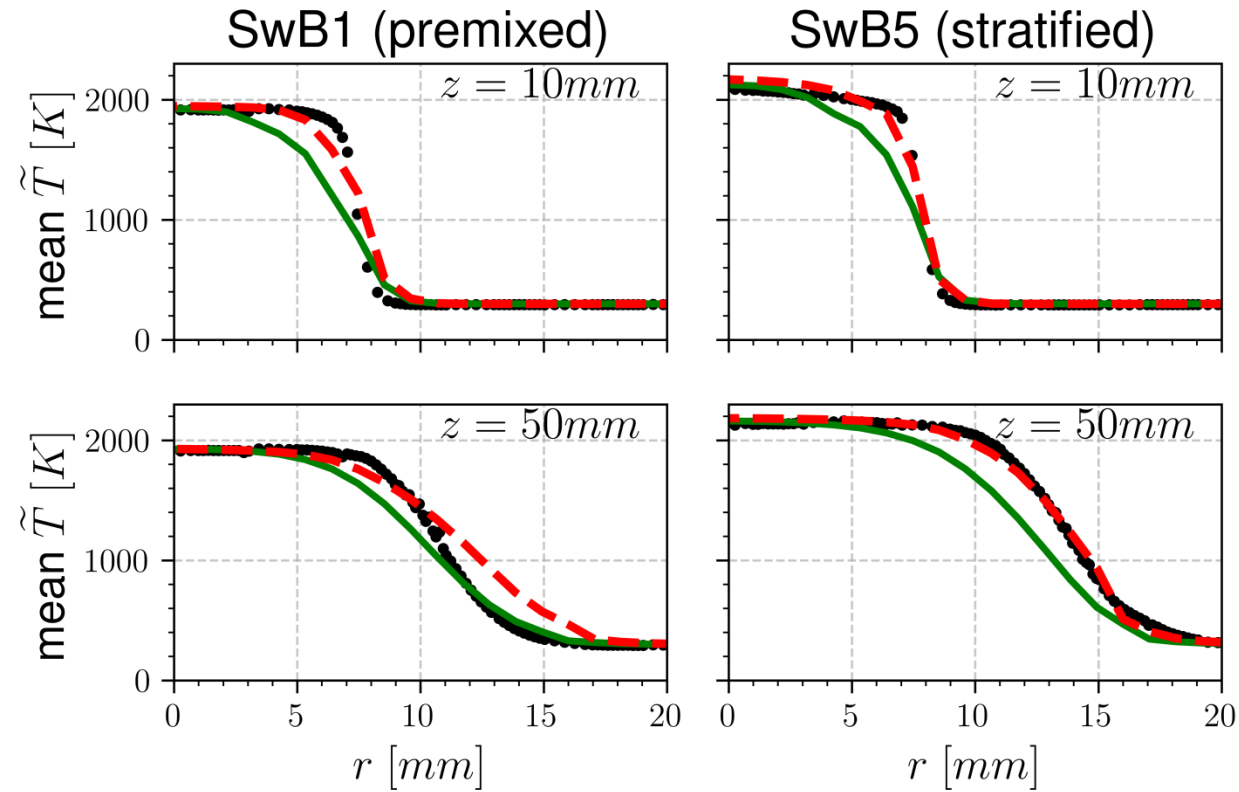 SwB1 (premixed) SwB5 (stratified)
z = 10mm z = 10mm
mean T̃ [K]
2000
1000
0
z = 50mm z = 50mm
mean T̃ [K]
2000
1000
0
0 5 10 15 20 0 5 10 15 20
r [mm] r [mm]